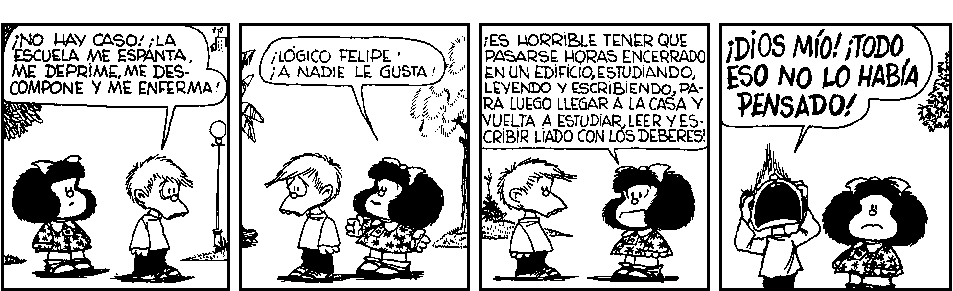 ¡NO HAY CASO! ¡LA
ESCUELA ME ESPANTA,
ME DEPRIME, ME DES-
COMPONE Y ME ENFERMA!
¡LÓGICO FELIPE!
¡A NADIE LE GUSTA!
¡ES HORRIBLE TENER QUE
PASARSE HORAS ENCERRADO
EN UN EDIFICIO, ESTUDIANDO,
LEYENDO Y ESCRIBIENDO, PA-
RA LUEGO LLEGAR A LA CASA Y
VUELTA A ESTUDIAR, LEER Y ES-
CRIBIR LIADO CON LOS DEBERES!
¡DIOS MÍO! ¡TODO
ESO NO LO HABÍA
PENSADO!